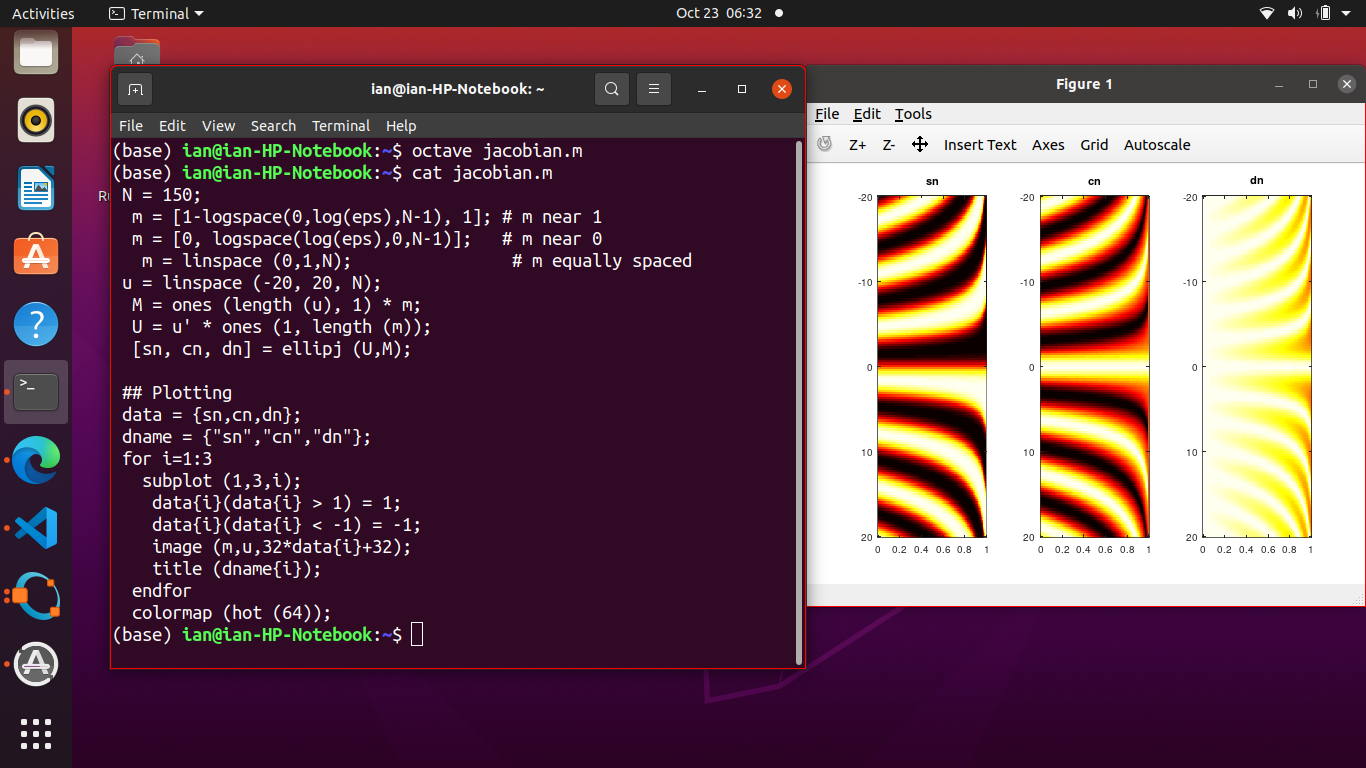 Activities Terminal Oct 23 06:32
ian@ian-HP-Notebook: ~
File Edit View Search Terminal Help
(base) ian@ian-HP-Notebook:~$ octave jacobian.m
(base) ian@ian-HP-Notebook:~$ cat jacobian.m
N = 150;
m = [1-logspace(0,log(eps),N-1), 1]; # m near 1
m = [0, logspace(log(eps),0,N-1)]; # m near 0
m = linspace (0,1,N); # m equally spaced
u = linspace (-20, 20, N);
M = ones (length (u), 1) * m;
U = u' * ones (1, length (m));
[sn, cn, dn] = ellipj (U,M);
## Plotting
data = {sn,cn,dn};
dname = {"sn","cn","dn"};
for i=1:3
subplot (1,3,i);
data{i}(data{i} > 1) = 1;
data{i}(data{i} < -1) = -1;
image (m,u,32*data{i}+32);
title (dname{i});
endfor
colormap (hot (64));
(base) ian@ian-HP-Notebook:~$
Figure 1
File Edit Tools
Z+ Z- Insert Text Axes Grid Autoscale
sn cn dn
-20 -20 -20
-10 -10 -10
0 0 0
10 10 10
20 20 20
0 0.2 0.4 0.6 0.8 1 0 0.2 0.4 0.6 0.8 1 0 0.2 0.4 0.6 0.8 1